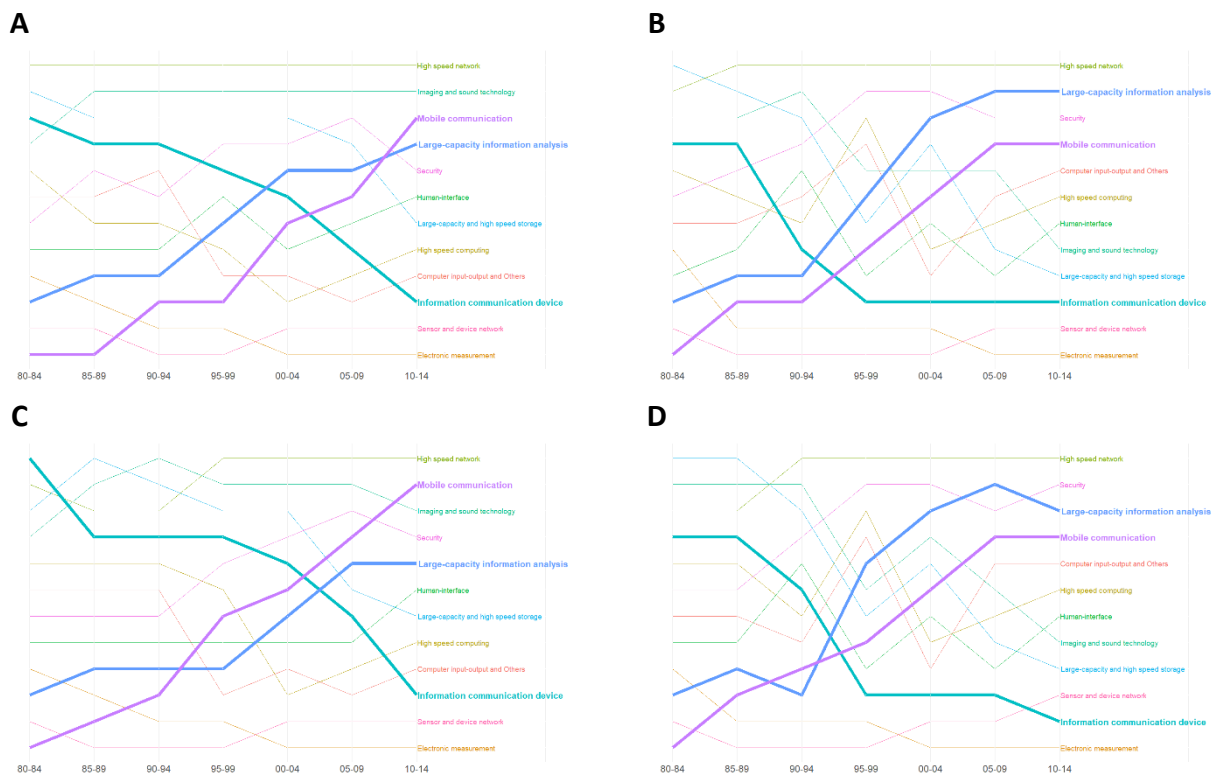 A
High speed network
Imaging and sound technology
Mobile communication
Large-capacity information analysis
Security
Human-interface
Large-capacity and high speed storage
High speed computing
Computer input-output and Others
Information communication device
Sensor and device network
Electronic measurement
80-84 85-89 90-94 95-99 00-04 05-09 10-14
B
High speed network
Large-capacity information analysis
Security
Mobile communication
Computer input-output and Others
High speed computing
Human-interface
Imaging and sound technology
Large-capacity and high speed storage
Information communication device
Sensor and device network
Electronic measurement
80-84 85-89 90-94 95-99 00-04 05-09 10-14
C
High speed network
Mobile communication
Imaging and sound technology
Security
Large-capacity information analysis
Human-interface
Large-capacity and high speed storage
High speed computing
Computer input-output and Others
Information communication device
Sensor and device network
Electronic measurement
80-84 85-89 90-94 95-99 00-04 05-09 10-14
D
High speed network
Security
Large-capacity information analysis
Mobile communication
Computer input-output and Others
High speed computing
Human-interface
Imaging and sound technology
Large-capacity and high speed storage
Sensor and device network
Information communication device
Electronic measurement
80-84 85-89 90-94 95-99 00-04 05-09 10-14